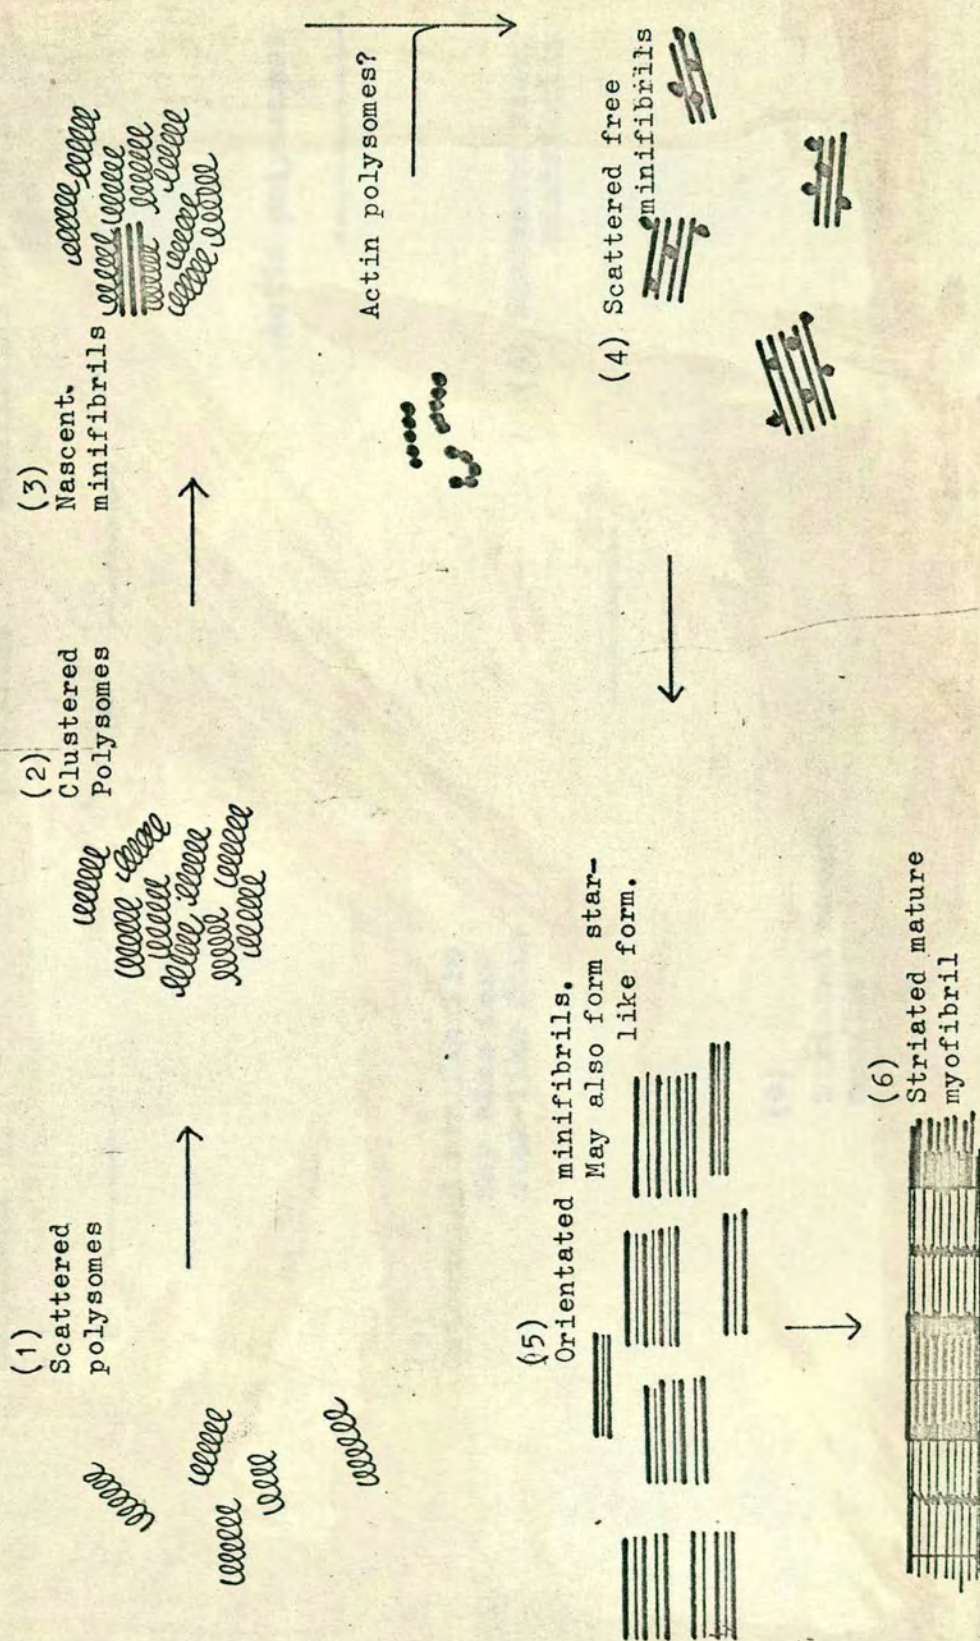 (1)
Scattered
polysomes
(2)
Clustered
Polysomes
(3)
Nascent.
minifibrils
Actin polysomes?
(4) Scattered free
minifibrils
(5)
Orientated minifibrils.
May also form star-
like form.
(6)
Striated mature
myofibril